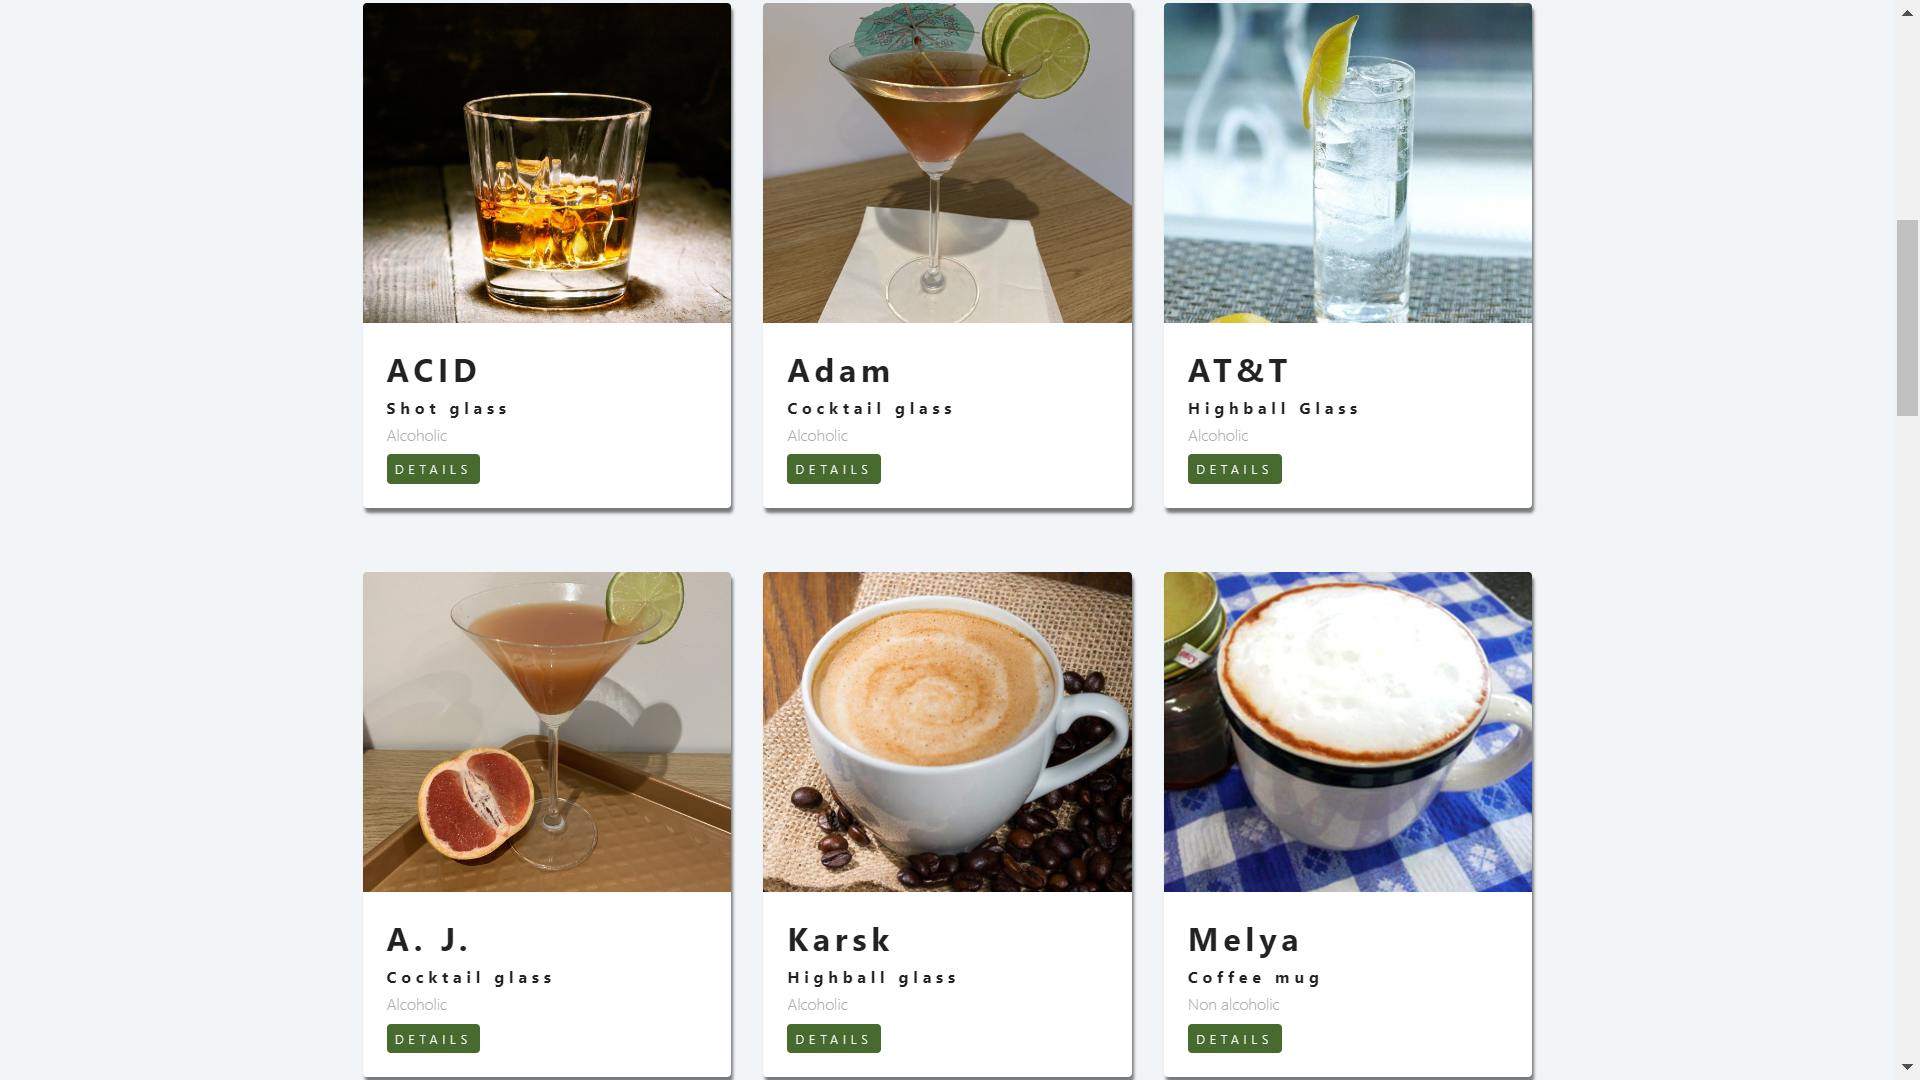 ACID
Shot glass
Alcoholic
DETAILS
Adam
Cocktail glass
Alcoholic
DETAILS
AT&T
Highball Glass
Alcoholic
DETAILS
A. J.
Cocktail glass
Alcoholic
DETAILS
Karsk
Highball glass
Alcoholic
DETAILS
Melya
Coffee mug
Non alcoholic
DETAILS